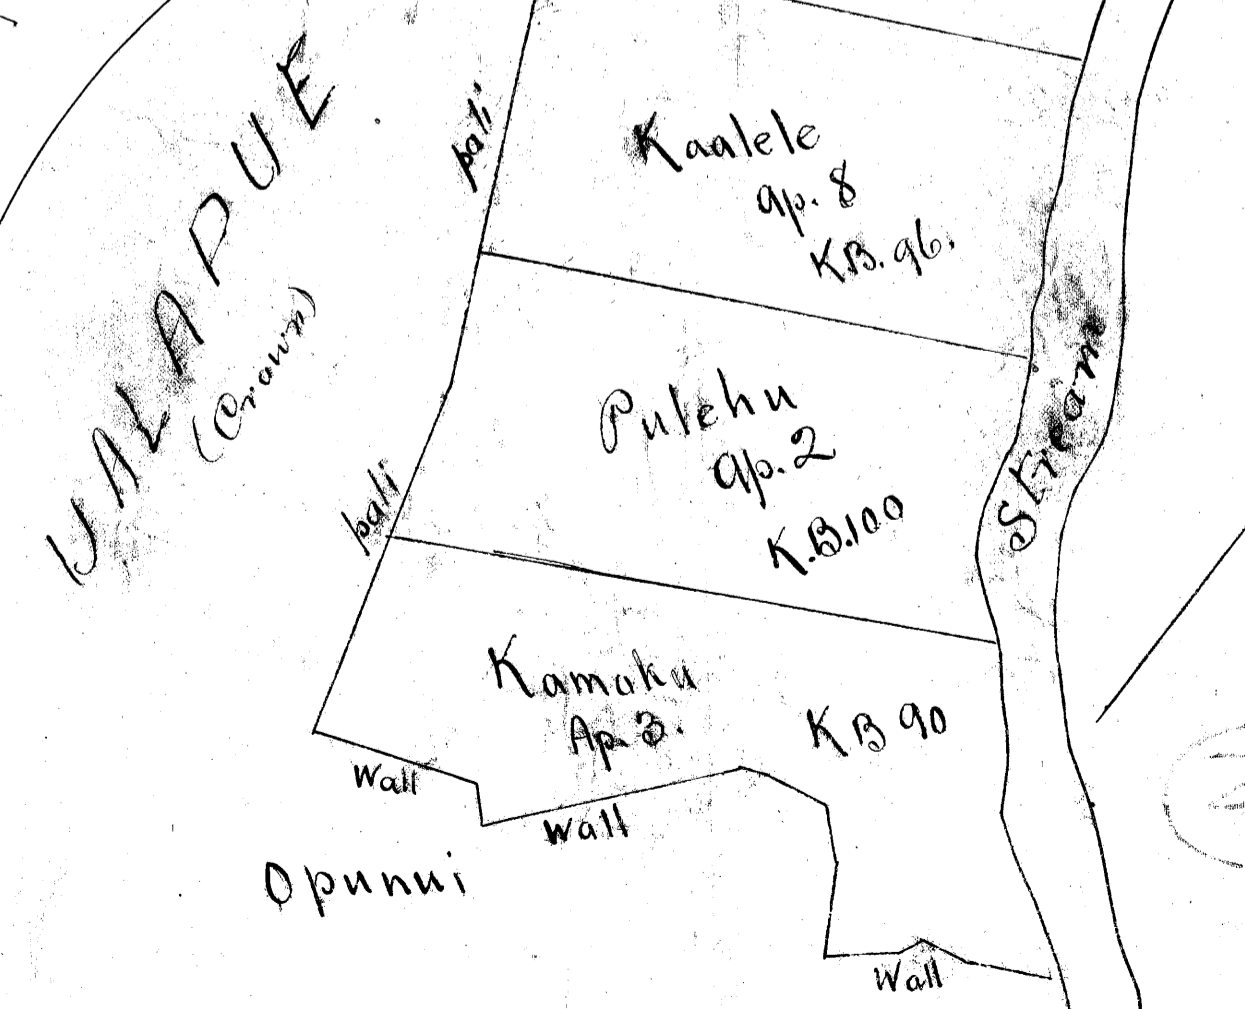 UALAPUE
(Crown)
pali
Kaalele
ap. 8
KB. 96.
Pulehu
ap. 2
K.B. 100
pali
Stream
Kamaku
Ap. 3.
KB 90
Wall
Wall
Opunui
Wall